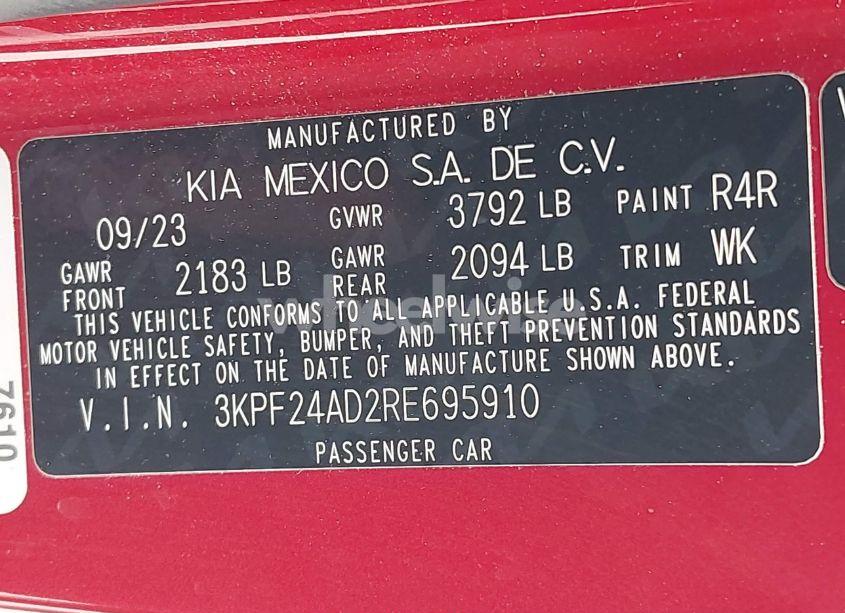 MANUFACTURED BY
KIA MEXICO S.A. DE C.V.
09/23 GVWR 3792 LB PAINT R4R
GAWR FRONT 2183 LB GAWR REAR 2094 LB TRIM WK
THIS VEHICLE CONFORMS TO ALL APPLICABLE U.S.A. FEDERAL
MOTOR VEHICLE SAFETY, BUMPER, AND THEFT PREVENTION STANDARDS
IN EFFECT ON THE DATE OF MANUFACTURE SHOWN ABOVE.
V.I.N. 3KPF24AD2RE695910
PASSENGER CAR
wheelwise